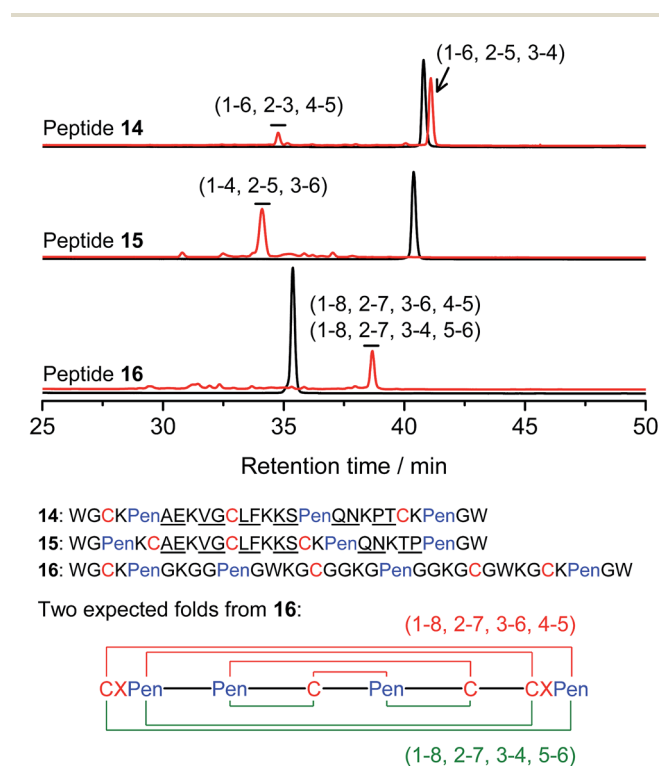 (1-6, 2-5, 3-4)
(1-6, 2-3, 4-5)
Peptide 14
(1-4, 2-5, 3-6)
Peptide 15
(1-8, 2-7, 3-6, 4-5)
(1-8, 2-7, 3-4, 5-6)
Peptide 16
25 30 35 40 45 50
Retention time / min
14: WGCKPenAEKVGCLFKKSPenQNKPTCKPenGW
15: WGPenKCAEKVGCLFKKSCKPenQNKTPPenGW
16: WGCKPenGKGGPenGWKGCGGKGPenGGKGCGWKGCKPenGW
Two expected folds from 16:
(1-8, 2-7, 3-6, 4-5)
CXPen Pen C Pen C CXPen
(1-8, 2-7, 3-4, 5-6)